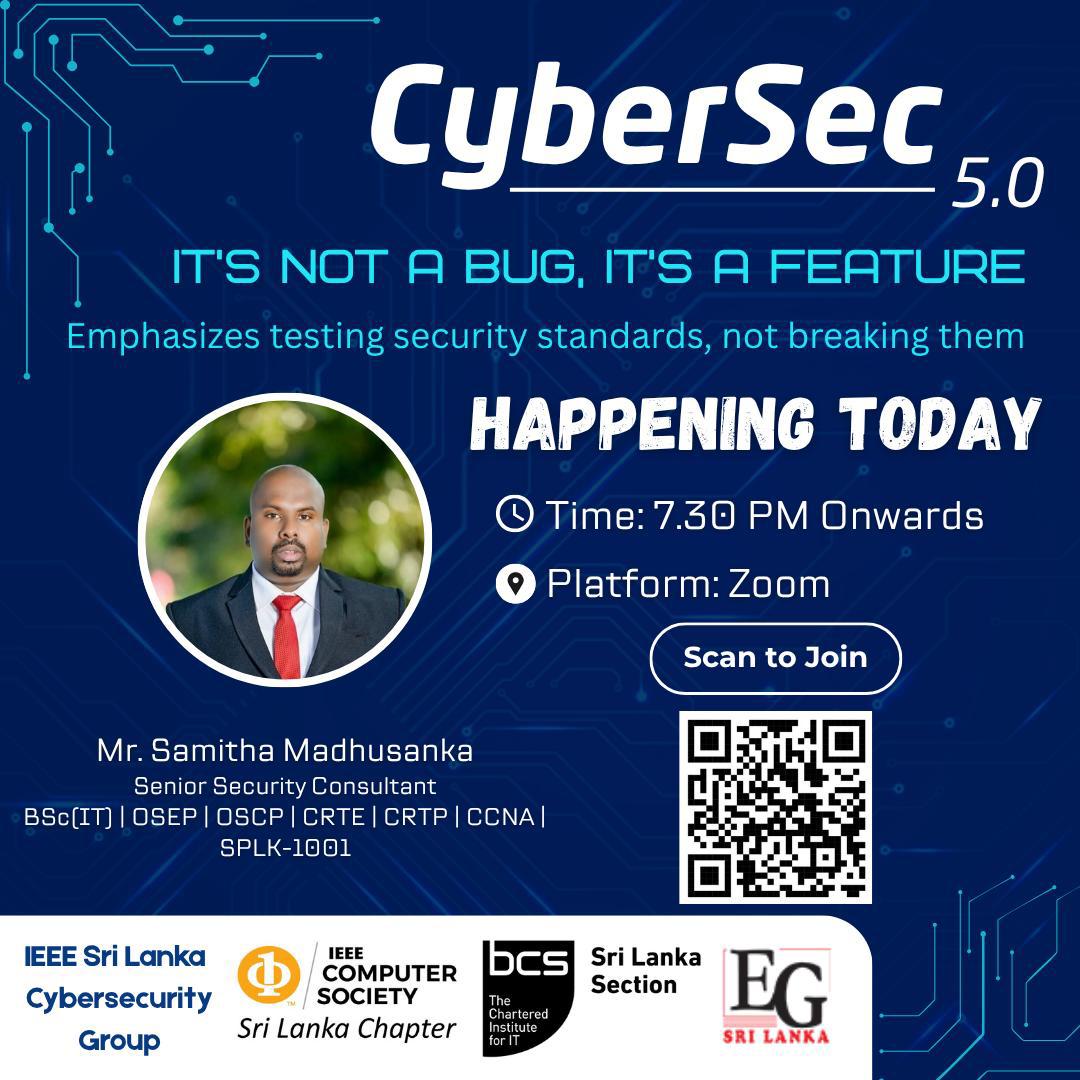 CyberSec
5.0
IT'S NOT A BUG, IT'S A FEATURE
Emphasizes testing security standards, not breaking them
HAPPENING TODAY
Time: 7.30 PM Onwards
Platform: Zoom
Scan to Join
Mr. Samitha Madhusanka
Senior Security Consultant
BSc(IT) | OSEP | OSCP | CRTE | CRTP | CCNA |
SPLK-1001
IEEE Sri Lanka
Cybersecurity
Group
IEEE
COMPUTER
SOCIETY
TM
Sri Lanka Chapter
bcs
The
Chartered
Institute
for IT
Sri Lanka
Section
EG
SRI LANKA